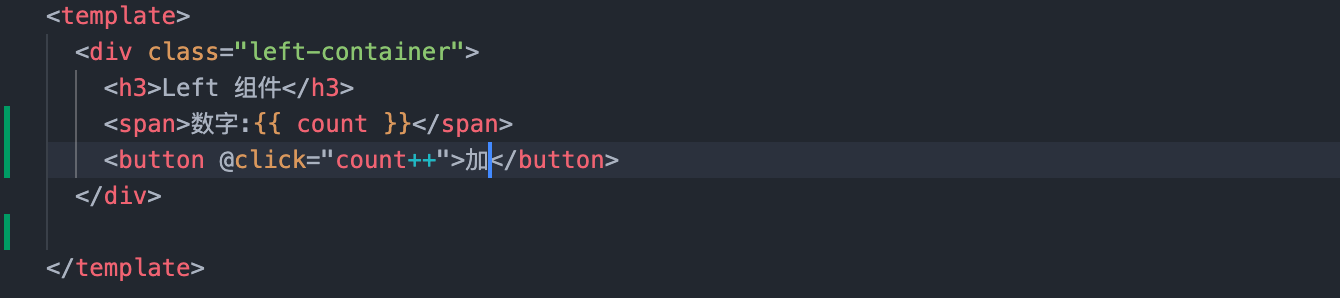 <template>
<div class="left-container">
<h3>Left 组件</h3>
<span>数字:{{ count }}</span>
<button @click="count++">加</button>
</div>
</template>